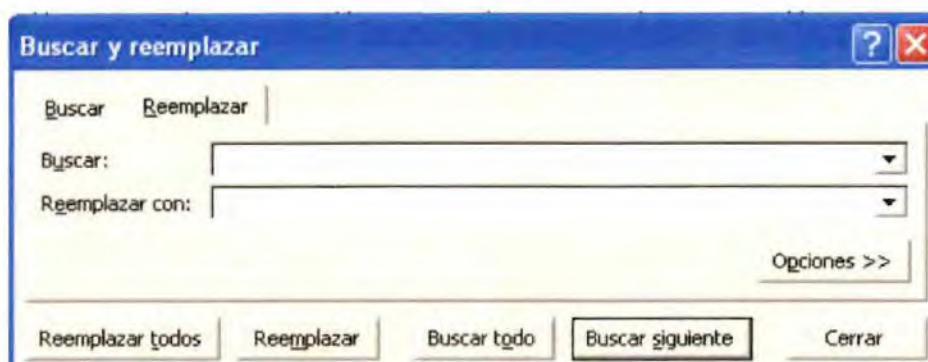 Buscar y reemplazar
Buscar Reemplazar
Buscar:
Reemplazar con:
Opciones >>
Reemplazar todos Reemplazar Buscar todo Buscar siguiente Cerrar